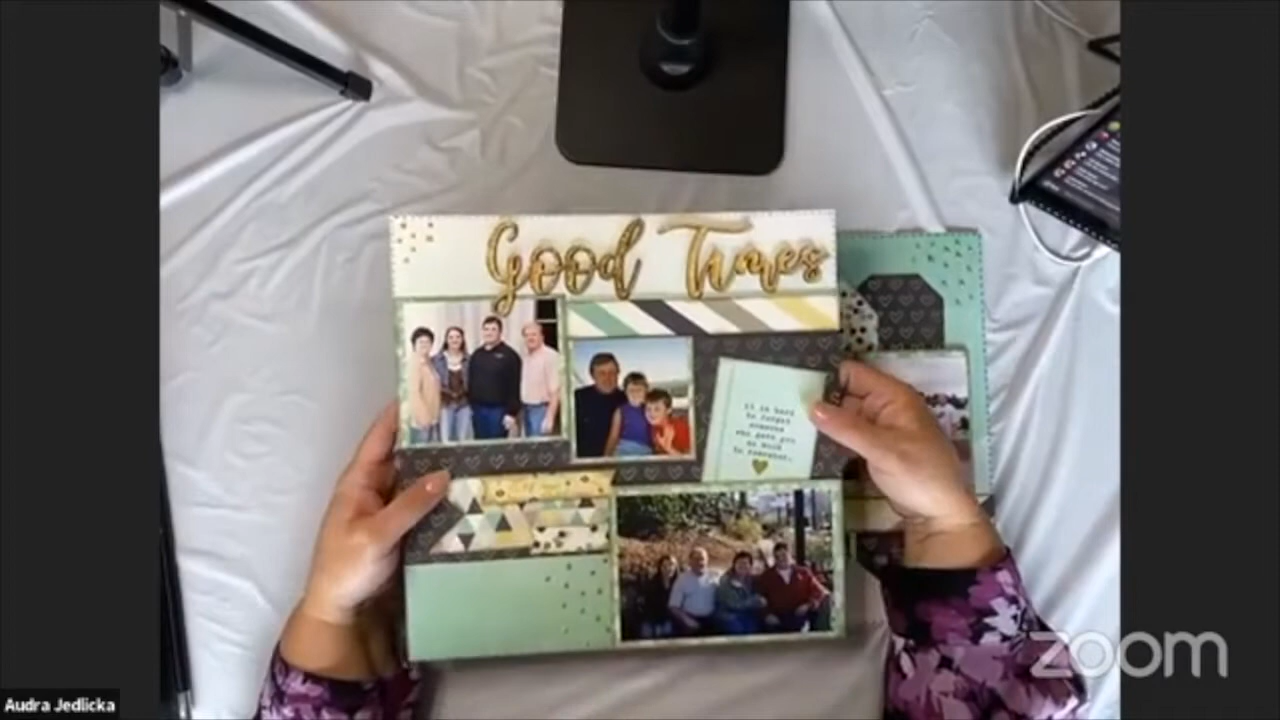 Good Times
it is hard
to forget
someone
who gave you
so much
to remember.
zoom
Audra Jedlicka